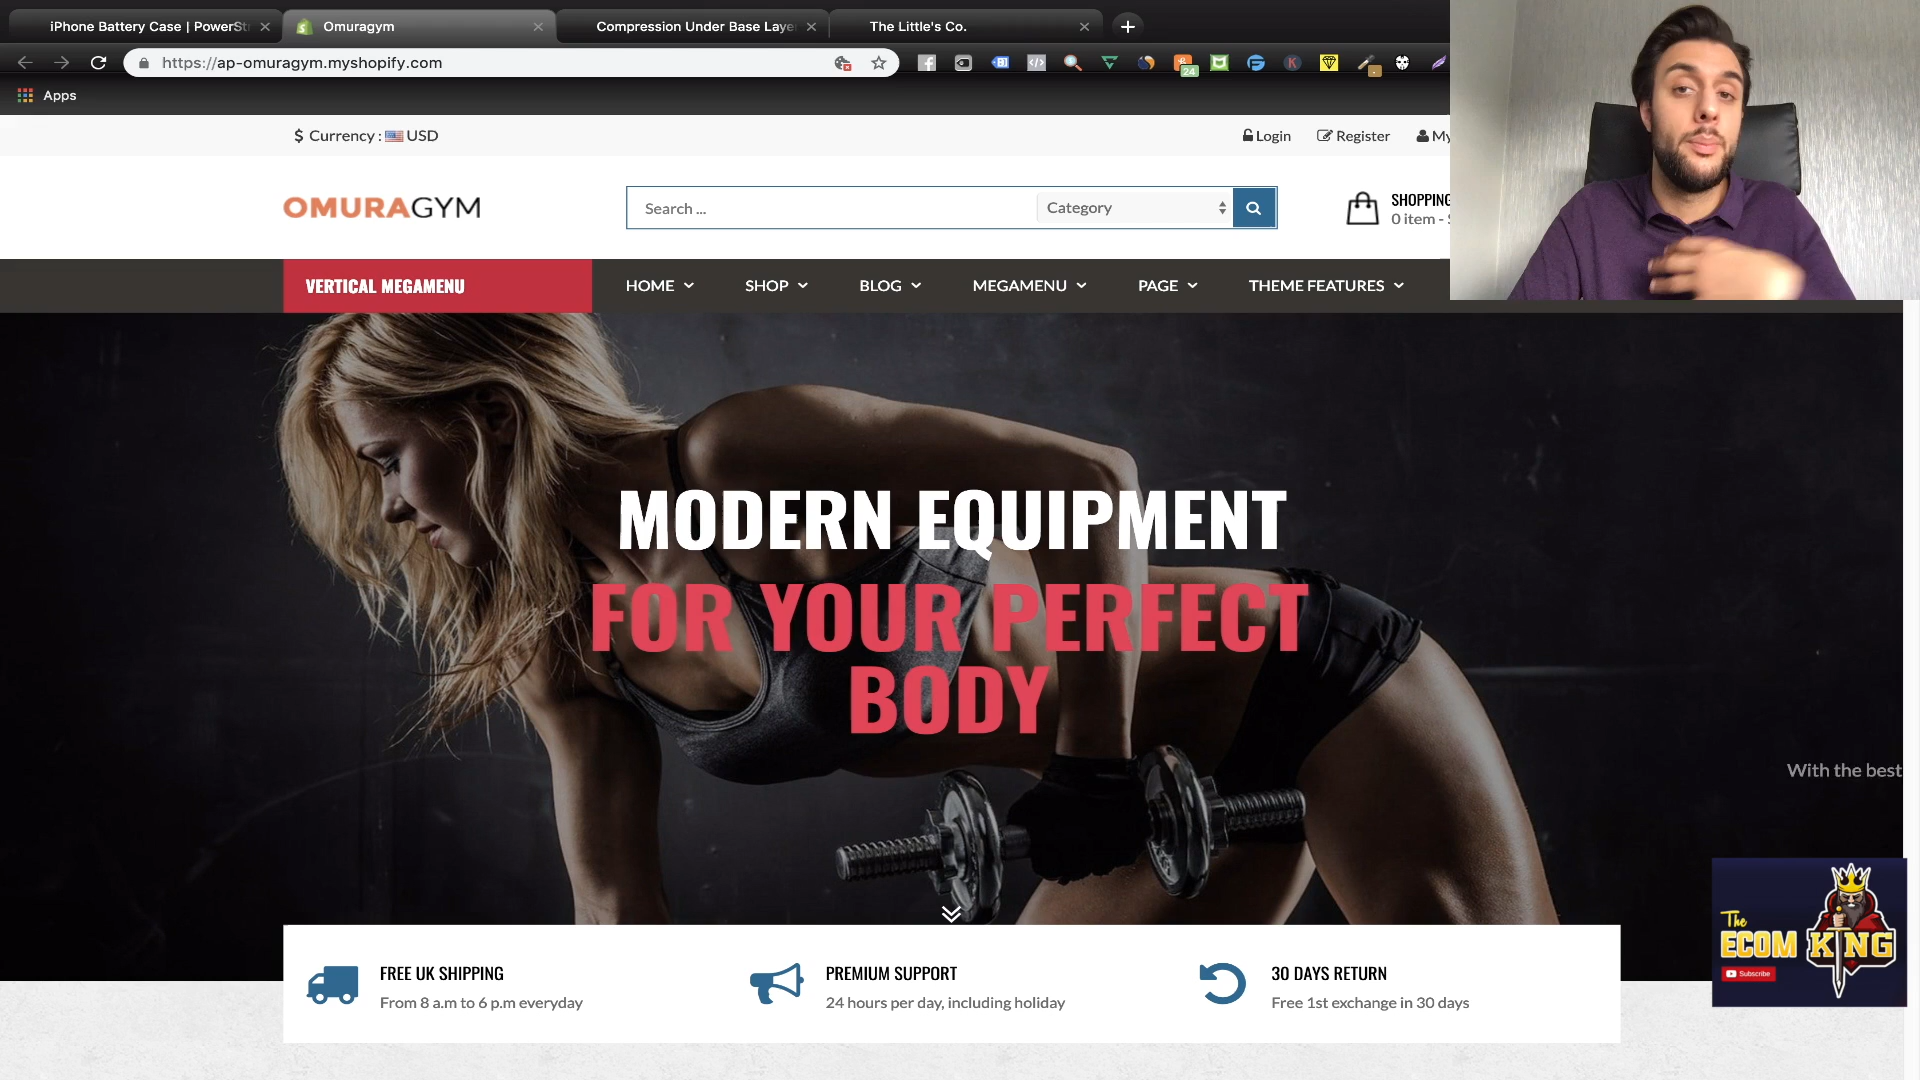 iPhone Battery Case | PowerSt
Omuragym
Compression Under Base Laye
The Little's Co.
https://ap-omuragym.myshopify.com
24
Apps
$ Currency : USD
Login
Register
My
OMURAGYM
Search ...
Category
SHOPPING
0 item -
VERTICAL MEGAMENU
HOME
SHOP
BLOG
MEGAMENU
PAGE
THEME FEATURES
MODERN EQUIPMENT
FOR YOUR PERFECT
BODY
With the best
FREE UK SHIPPING
From 8 a.m to 6 p.m everyday
PREMIUM SUPPORT
24 hours per day, including holiday
30 DAYS RETURN
Free 1st exchange in 30 days
The
ECOM KING
Subscribe